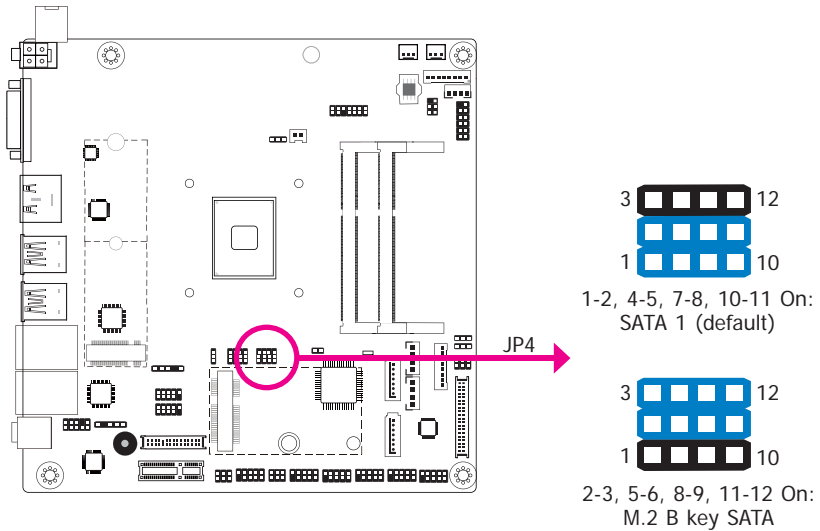 3 12
1 10
1-2, 4-5, 7-8, 10-11 On:
SATA 1 (default)
JP4
3 12
1 10
2-3, 5-6, 8-9, 11-12 On:
M.2 B key SATA